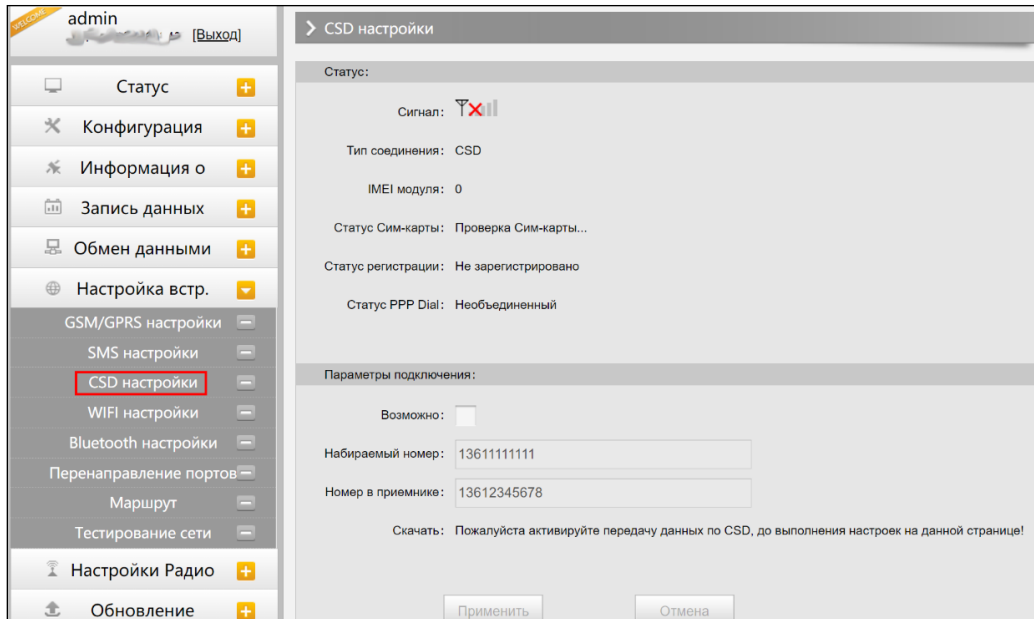 WELCOME
admin
[Выход]
Статус
Конфигурация
Информация о
Запись данных
Обмен данными
Настройка встр.
GSM/GPRS настройки
SMS настройки
CSD настройки
WIFI настройки
Bluetooth настройки
Перенаправление портов
Маршрут
Тестирование сети
Настройки Радио
Обновление
CSD настройки
Статус:
Сигнал:
Тип соединения: CSD
IMEI модуля: 0
Статус Сим-карты: Проверка Сим-карты...
Статус регистрации: Не зарегистрировано
Статус PPP Dial: Необъединенный
Параметры подключения:
Возможно:
Набираемый номер: 13611111111
Номер в приемнике: 13612345678
Скачать: Пожалуйста активируйте передачу данных по CSD, до выполнения настроек на данной странице!
Применить Отмена